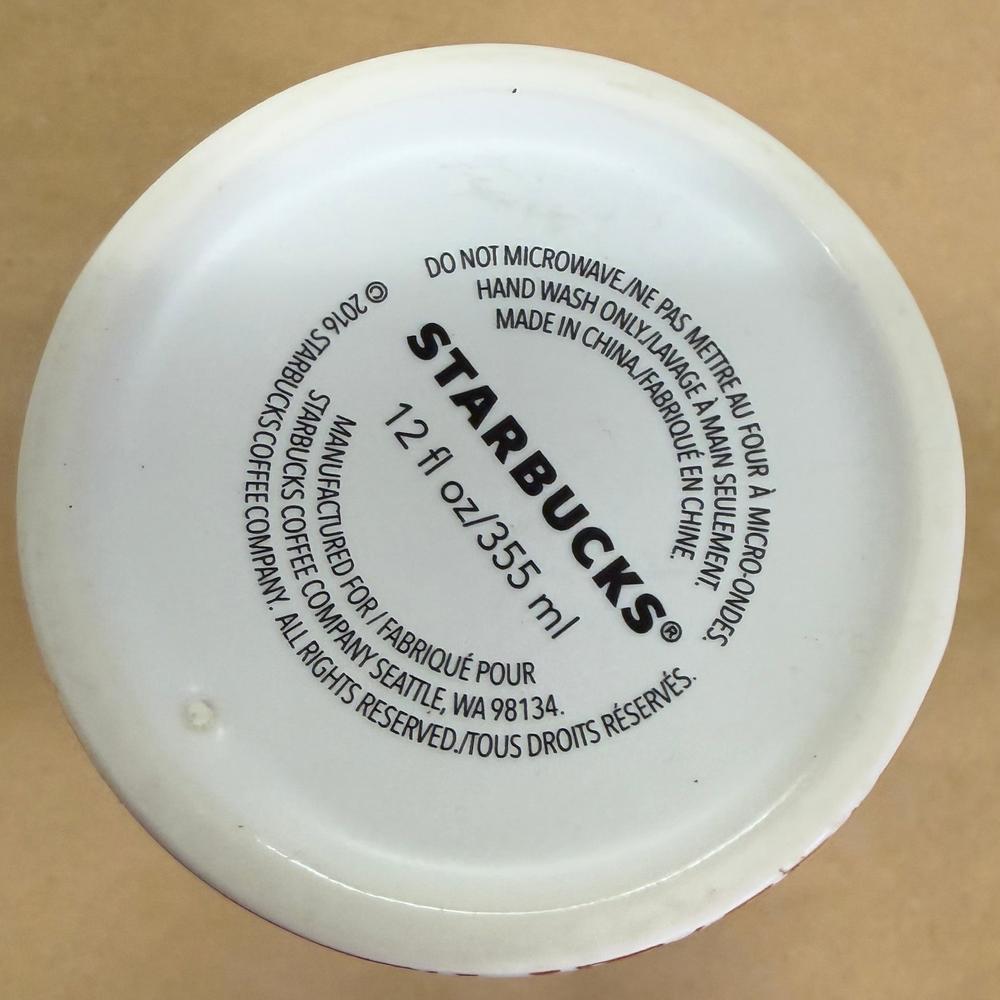 DO NOT MICROWAVE./NE PAS METTRE AU FOUR À MICRO-ONDES.
HAND WASH ONLY./LAVAGE À MAIN SEULEMENT.
MADE IN CHINA./FABRIQUÉ EN CHINE.
STARBUCKS®
12 fl oz/355 ml
MANUFACTURED FOR / FABRIQUÉ POUR
STARBUCKS COFFEE COMPANY SEATTLE, WA 98134.
© 2016 STARBUCKS COFFEE COMPANY. ALL RIGHTS RESERVED./TOUS DROITS RÉSERVÉS.